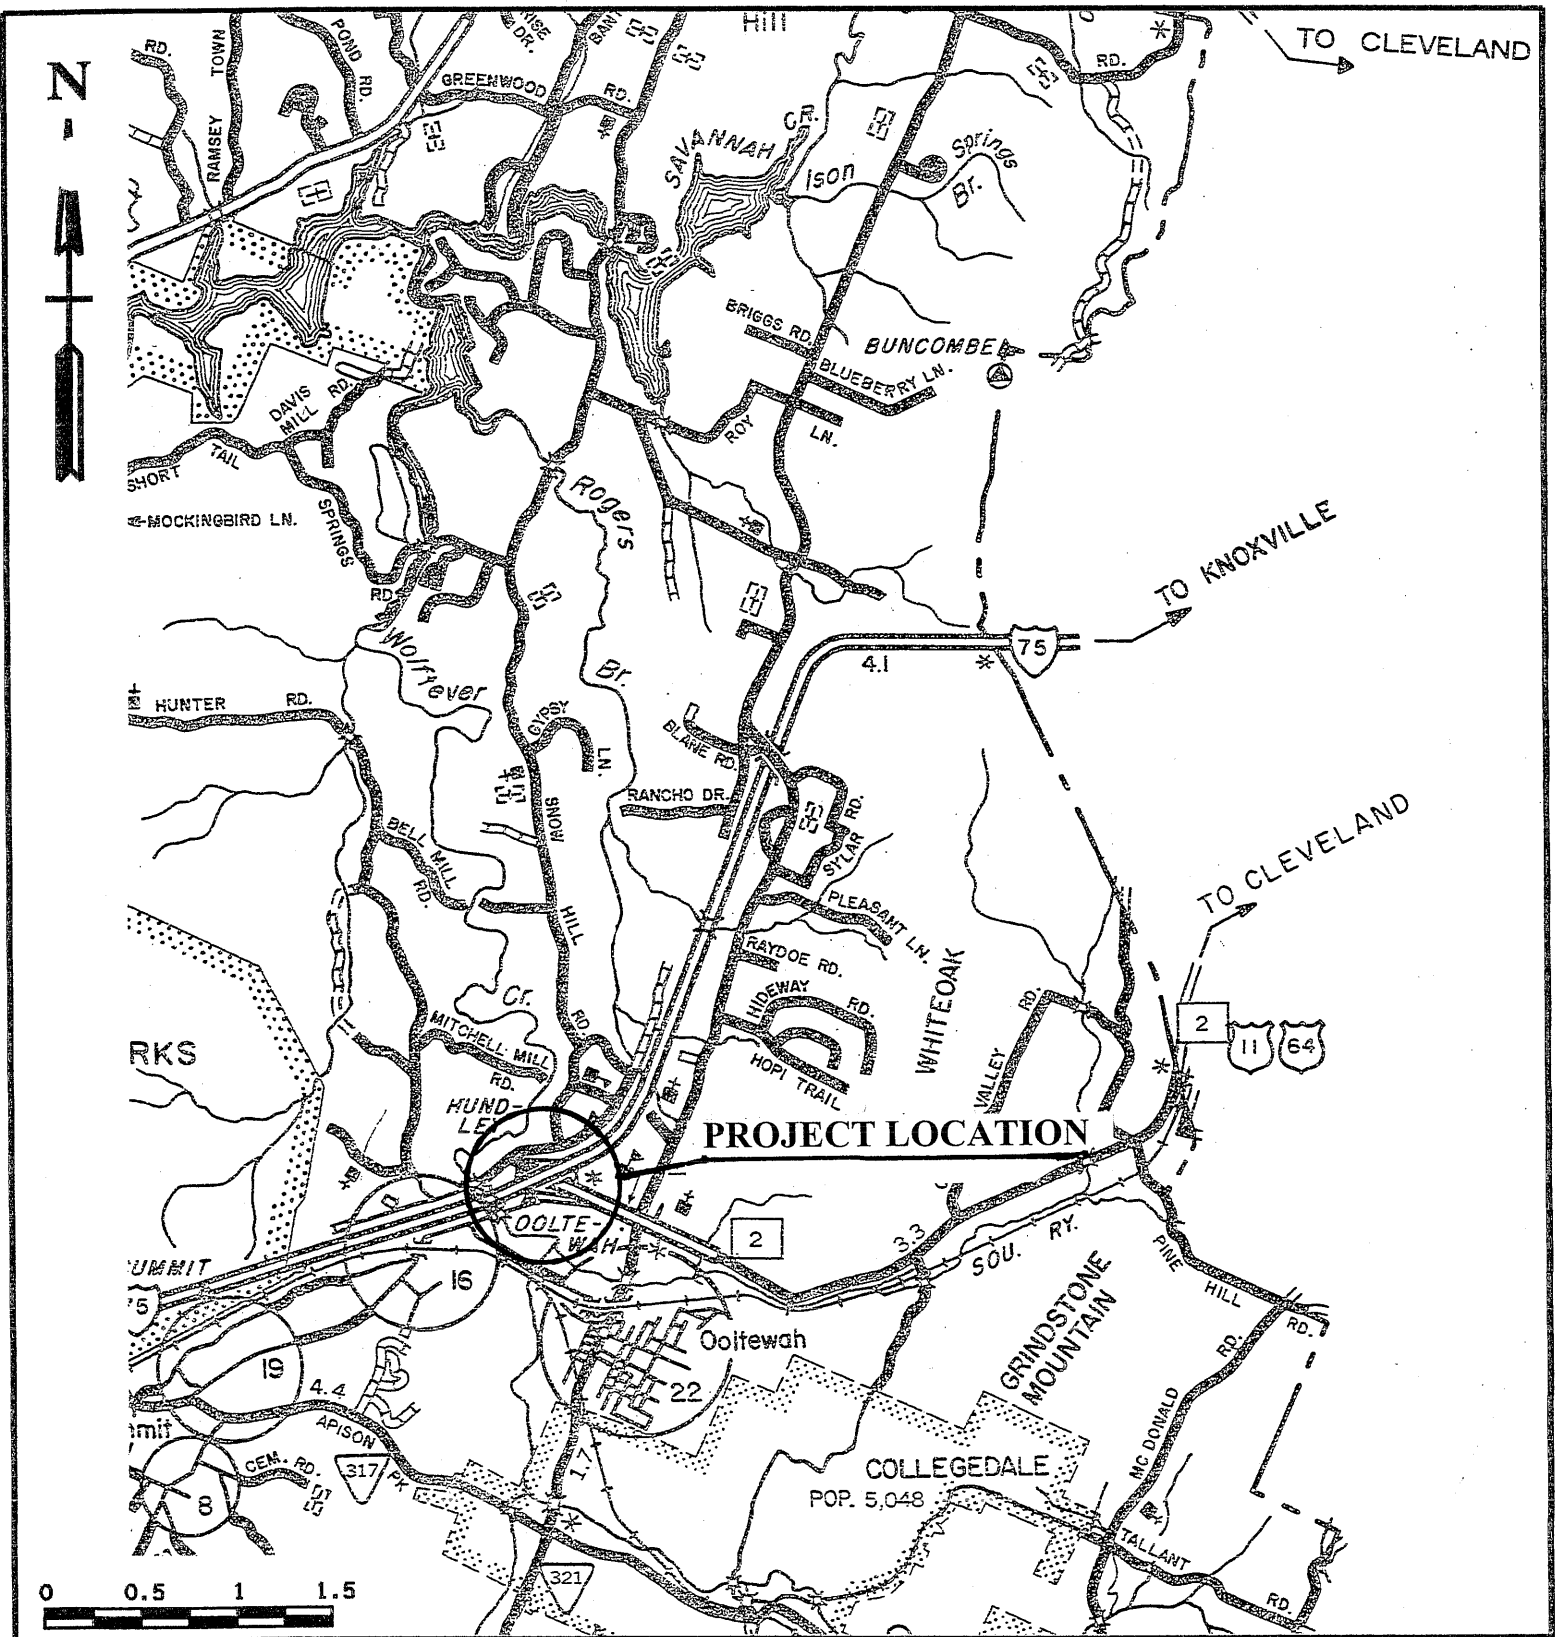 Hill
TO CLEVELAND
RD.
RAMSEY TOWN
POND RD.
RISE
DR.
GREENWOOD RD.
RD.
N
SAVANNAH CR.
Ison
Springs
Br.
BRIGGS RD.
BUNCOMBE
BLUEBERRY LN.
DAVIS
MILL RD.
ROY LN.
SHORT TAIL
SPRINGS
RD.
MOCKINGBIRD LN.
Rogers
Br.
TO KNOXVILLE
75
4.1
Wolftever
HUNTER RD.
GYPSY
LN.
BLANE RD.
RANCHO DR.
SYLAR RD.
SNOW
HILL
RD.
BELL MILL
RD.
TO CLEVELAND
PLEASANT LN.
RAYDOE RD.
HIDEWAY RD.
HOPI TRAIL
WHITEOAK
RD.
VALLEY
2
11
64
Cr.
MITCHELL MILL
RD.
RKS
HUND-
LEY
PROJECT LOCATION
OOLTE-
WAH
2
3.3
SOU. RY.
PINE
HILL
RD.
UMMIT
75
16
19
22
Ooltewah
GRINDSTONE
MOUNTAIN
MC DONALD
RD.
4.4
APISON
PK
317
mmit
CEM. RD.
8
1.7
COLLEGEDALE
POP. 5,048
TALLANT
RD.
321
0 0.5 1 1.5